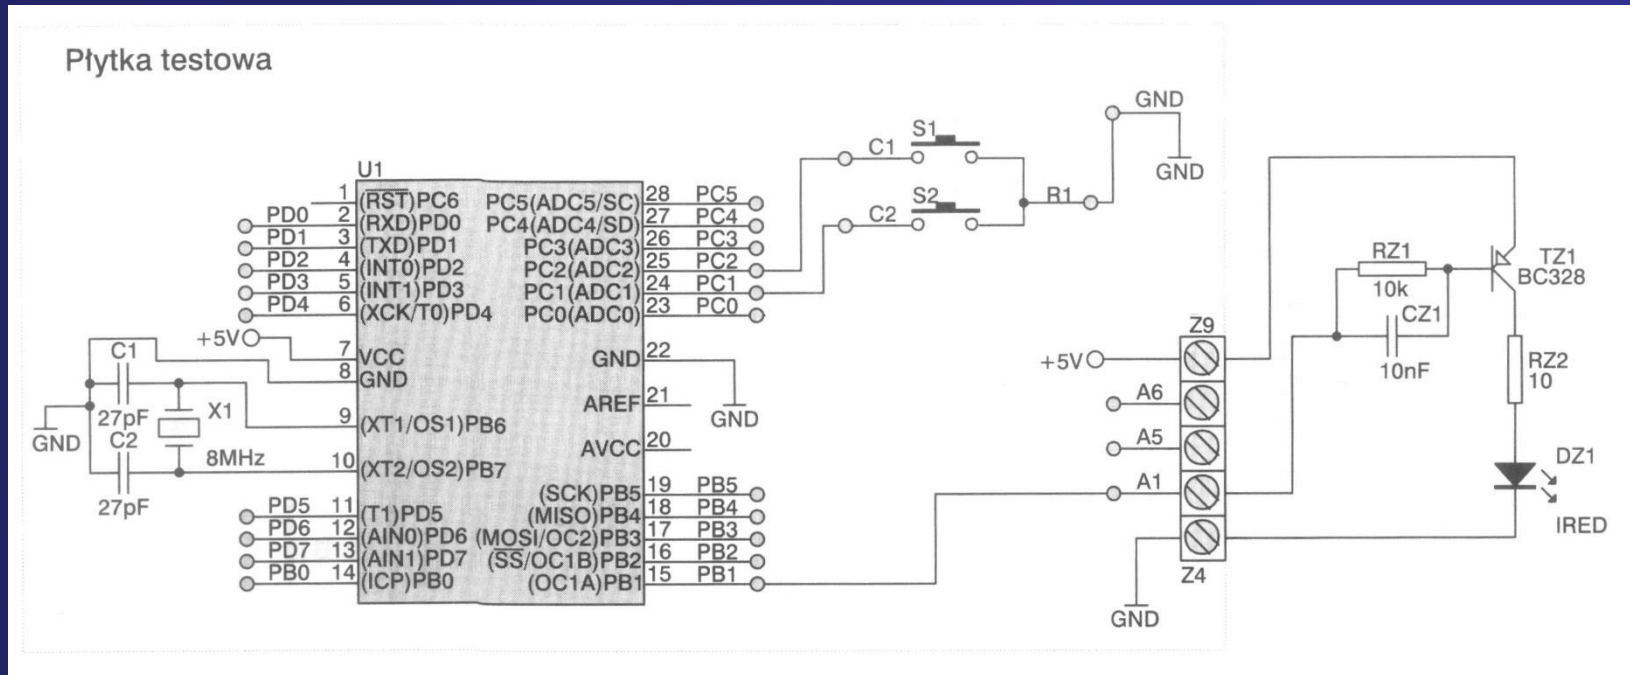 Płytka testowa
U1
1 (RST)PC6
PD0 2 (RXD)PD0
PD1 3 (TXD)PD1
PD2 4 (INT0)PD2
PD3 5 (INT1)PD3
PD4 6 (XCK/T0)PD4
+5V 7 VCC
8 GND
9 (XT1/OS1)PB6
10 (XT2/OS2)PB7
PD5 11 (T1)PD5
PD6 12 (AIN0)PD6
PD7 13 (AIN1)PD7
PB0 14 (ICP)PB0
C1
27pF
C2
27pF
X1
8MHz
GND
PC5(ADC5/SC) 28 PC5
PC4(ADC4/SD) 27 PC4
PC3(ADC3) 26 PC3
PC2(ADC2) 25 PC2
PC1(ADC1) 24 PC1
PC0(ADC0) 23 PC0
GND 22
AREF 21
AVCC 20
GND
(SCK)PB5 19 PB5
(MISO)PB4 18 PB4
(MOSI/OC2)PB3 17 PB3
(SS/OC1B)PB2 16 PB2
(OC1A)PB1 15 PB1
C1 S1
C2 S2
R1
GND
GND
Z9
+5V
A6
A5
A1
Z4
GND
RZ1
10k
CZ1
10nF
TZ1
BC328
RZ2
10
DZ1
IRED